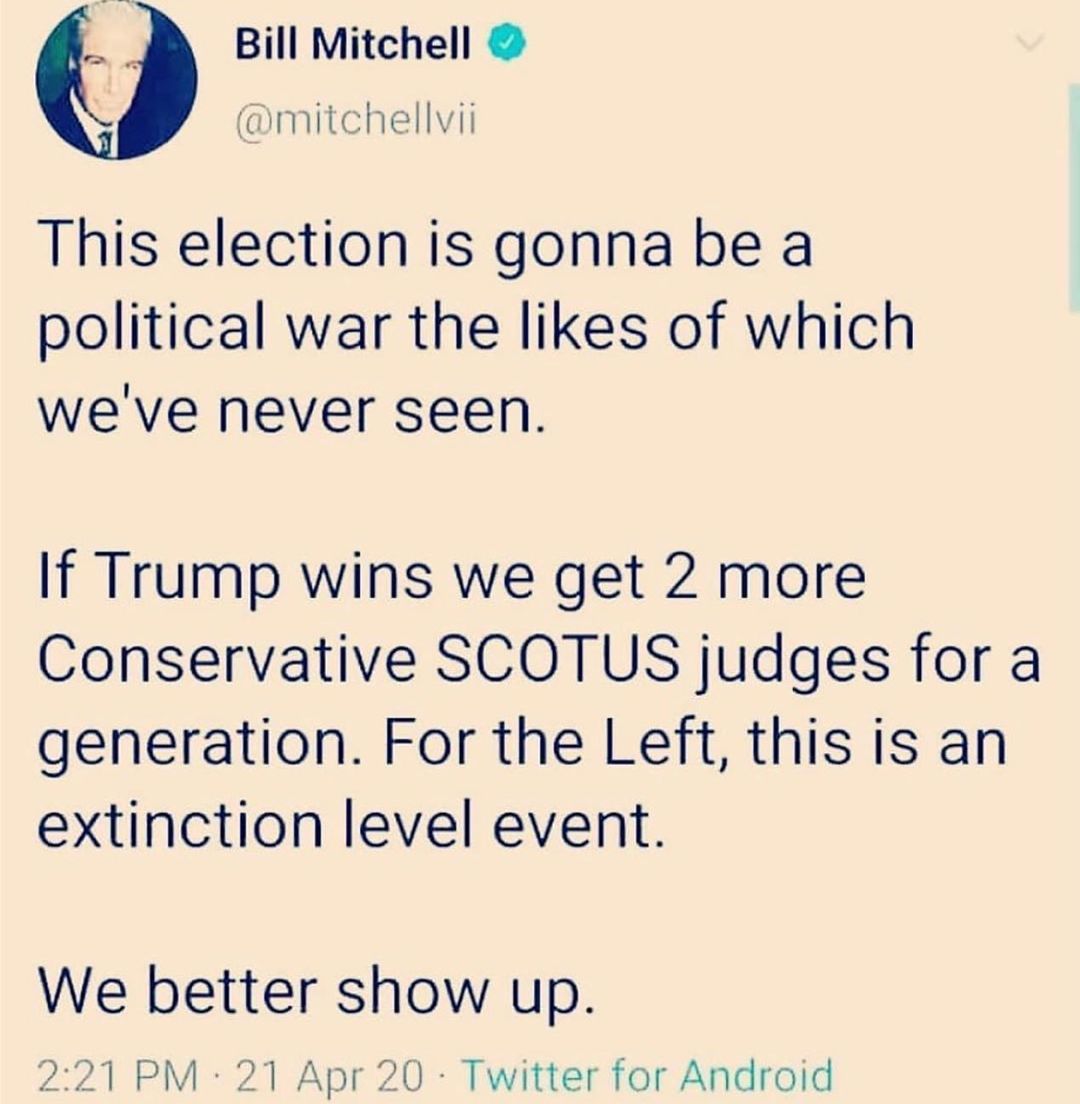 Bill Mitchell
@mitchellvii
This election is gonna be a
political war the likes of which
we've never seen.
If Trump wins we get 2 more
Conservative SCOTUS judges for a
generation. For the Left, this is an
extinction level event.
We better show up.
2:21 PM · 21 Apr 20 · Twitter for Android